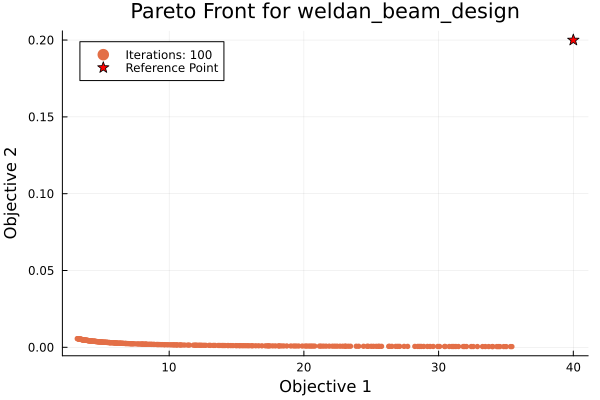 Pareto Front for weldan_beam_design
Iterations: 100
Reference Point
Objective 2
0.20
0.15
0.10
0.05
0.00
10
20
30
40
Objective 1